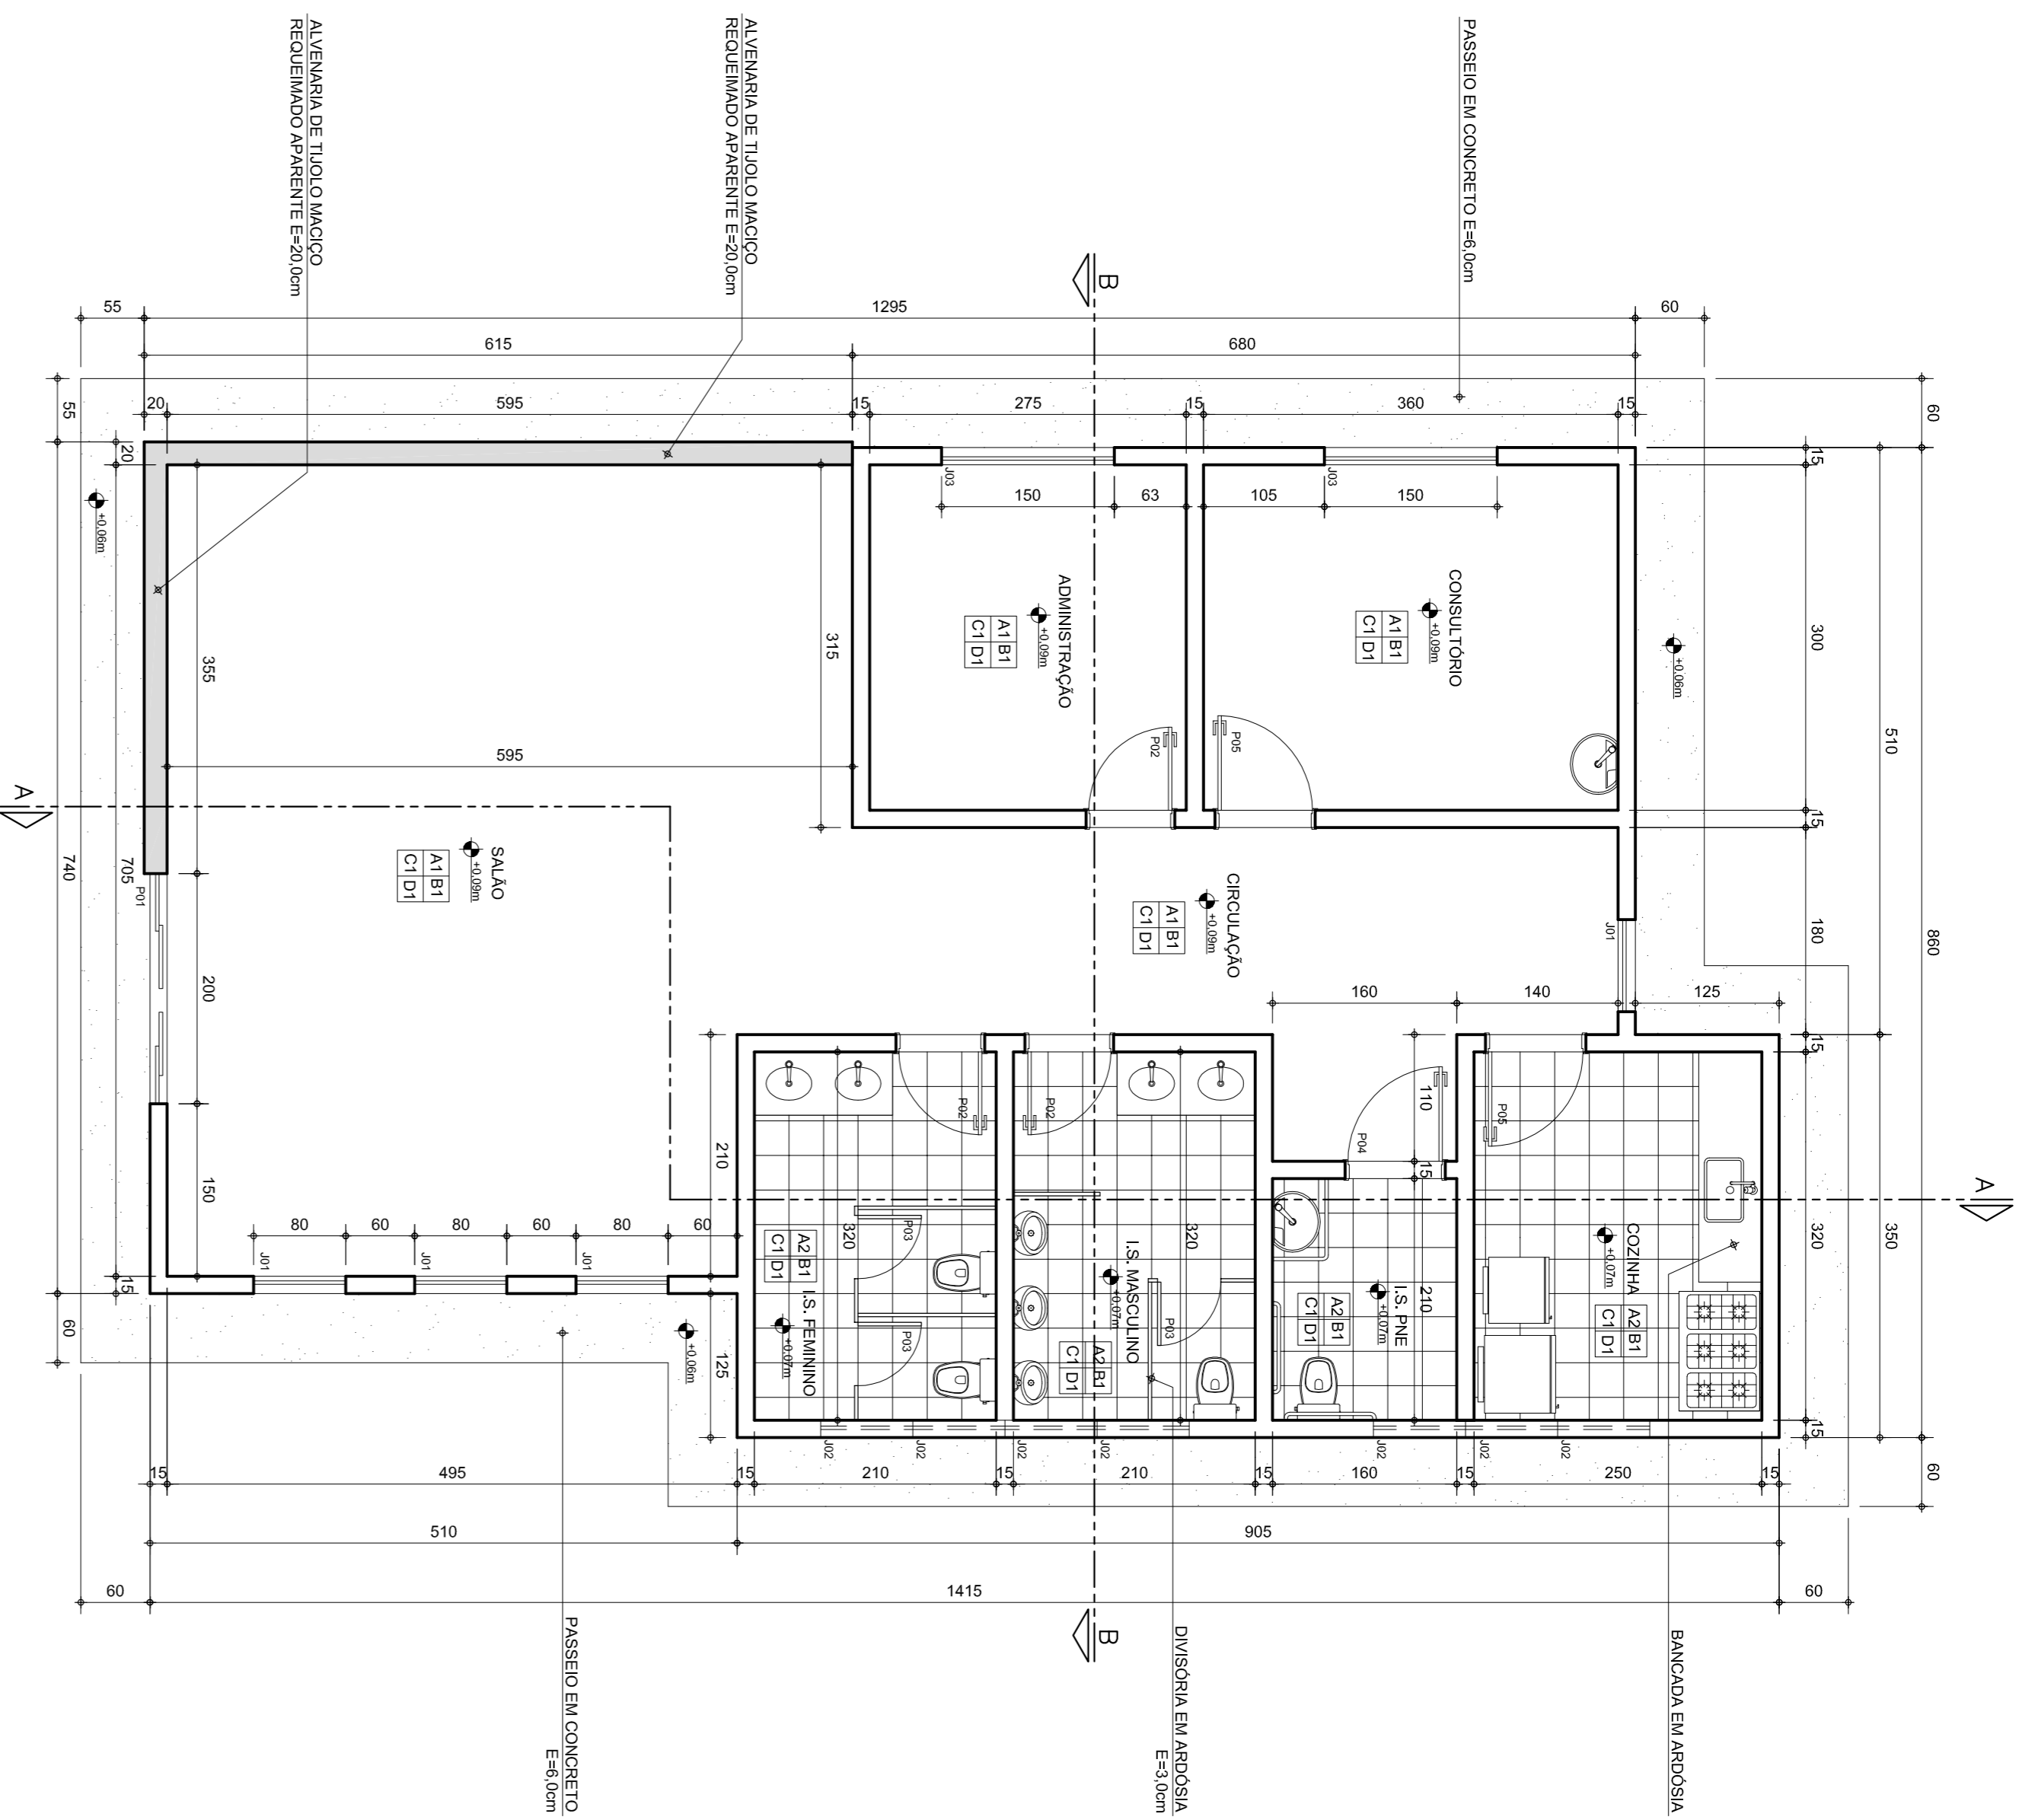 PASSEIO EM CONCRETO E=6,0cm
ALVENARIA DE TIJOLO MACIÇO
REQUEIMADO APARENTE E=20,0cm
ALVENARIA DE TIJOLO MACIÇO
REQUEIMADO APARENTE E=20,0cm
B
55
1295
60
615
680
20
595
15
275
15
360
15
55
20
60
15
J03
J03
150
63
105
150
+0,06m
ADMINISTRAÇÃO
+0,09m
A1 B1
C1 D1
CONSULTÓRIO
+0,09m
A1 B1
C1 D1
+0,06m
300
355
315
510
P02
P05
595
A
15
740
705
P01
SALÃO
+0,09m
A1 B1
C1 D1
CIRCULAÇÃO
+0,09m
A1 B1
C1 D1
J01
180
860
200
160
140
125
15
P02
P02
110
P04
P05
210
15
150
A
80
60
80
60
80
60
J01
J01
J01
320
P03
A2 B1
C1 D1
I.S. FEMININO
+0,07m
P03
320
I.S. MASCULINO
+0,07m
P03
A2 B1
C1 D1
210
I.S. PNE
+0,07m
A2 B1
C1 D1
COZINHA
+0,07m
A2 B1
C1 D1
320
350
15
60
+0,06m
125
J02
J02
J02
J02
J02
J02
J02
15
60
15
495
15
210
15
210
15
160
15
250
15
510
905
60
1415
60
B
PASSEIO EM CONCRETO
E=6,0cm
DIVISÓRIA EM ARDÓSIA
E=3,0cm
BANCADA EM ARDÓSIA